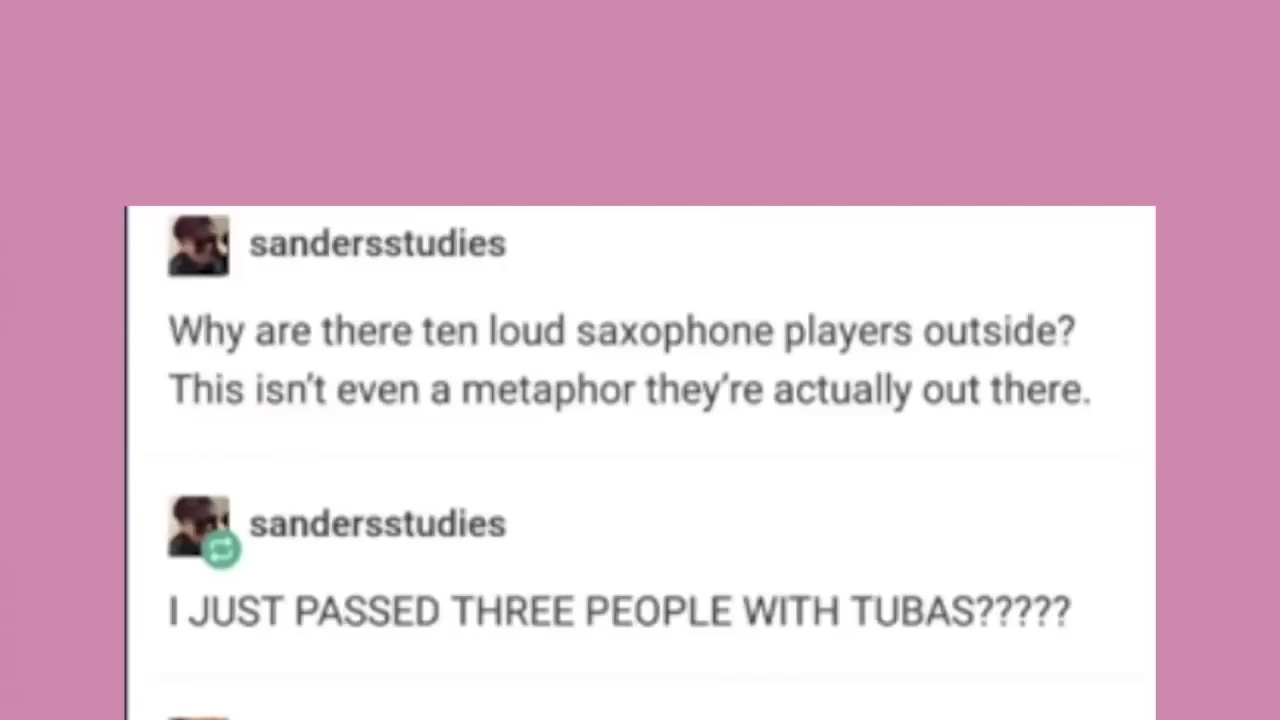 sandersstudies
Why are there ten loud saxophone players outside?
This isn't even a metaphor they're actually out there.
sandersstudies
I JUST PASSED THREE PEOPLE WITH TUBAS?????